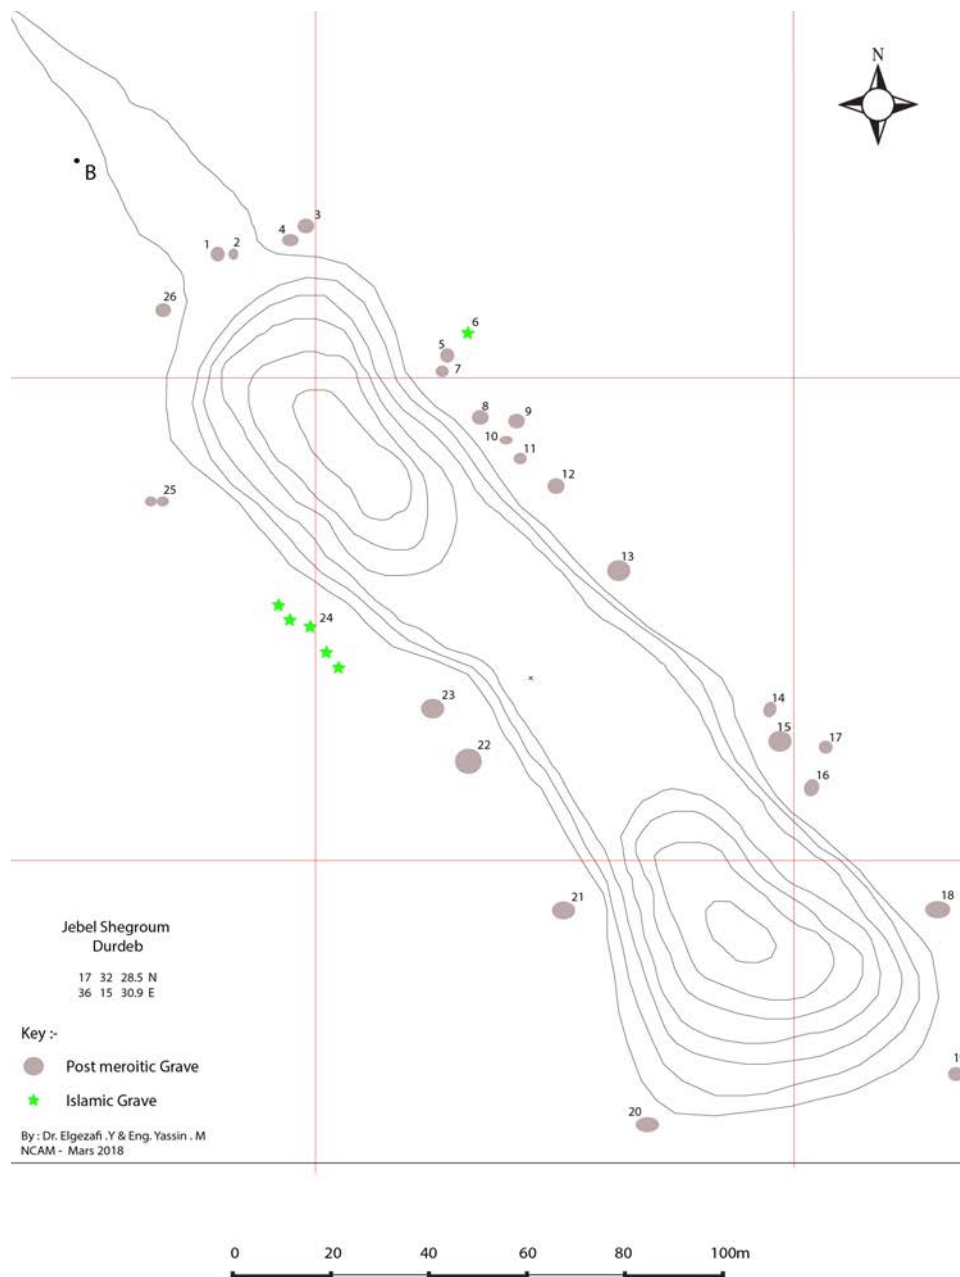 N
B
3
4
1
2
26
6
5
7
8
9
10
11
25
12
13
24
23
14
15
17
22
16
21
18
Jebel Shegroum
Durdeb
17 32 28.5 N
36 15 30.9 E
Key :-
Post meroitic Grave
Islamic Grave
20
By : Dr. Elgezafi .Y & Eng. Yassin . M
NCAM - Mars 2018
0 20 40 60 80 100m